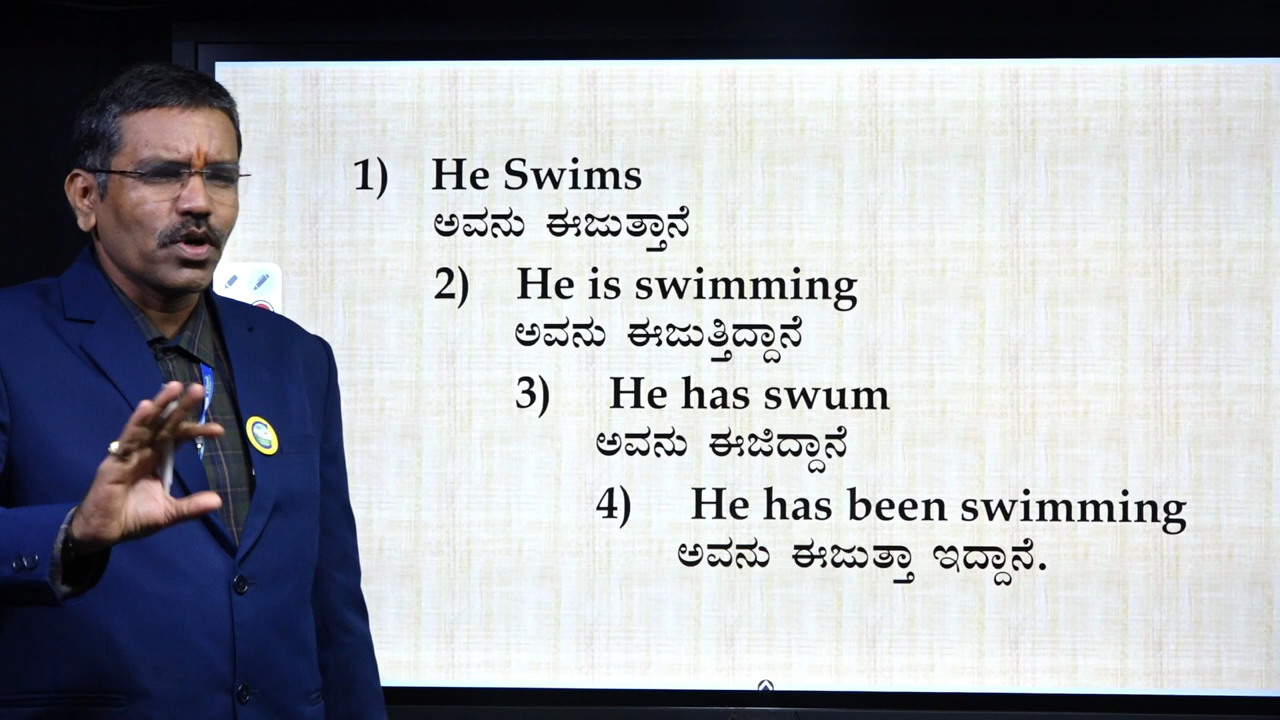 1) He Swims
ಅವನು ಈಜುತ್ತಾನೆ
2) He is swimming
ಅವನು ಈಜುತ್ತಿದ್ದಾನೆ
3) He has swum
ಅವನು ಈಜಿದ್ದಾನೆ
4) He has been swimming
ಅವನು ಈಜುತ್ತಾ ಇದ್ದಾನೆ.